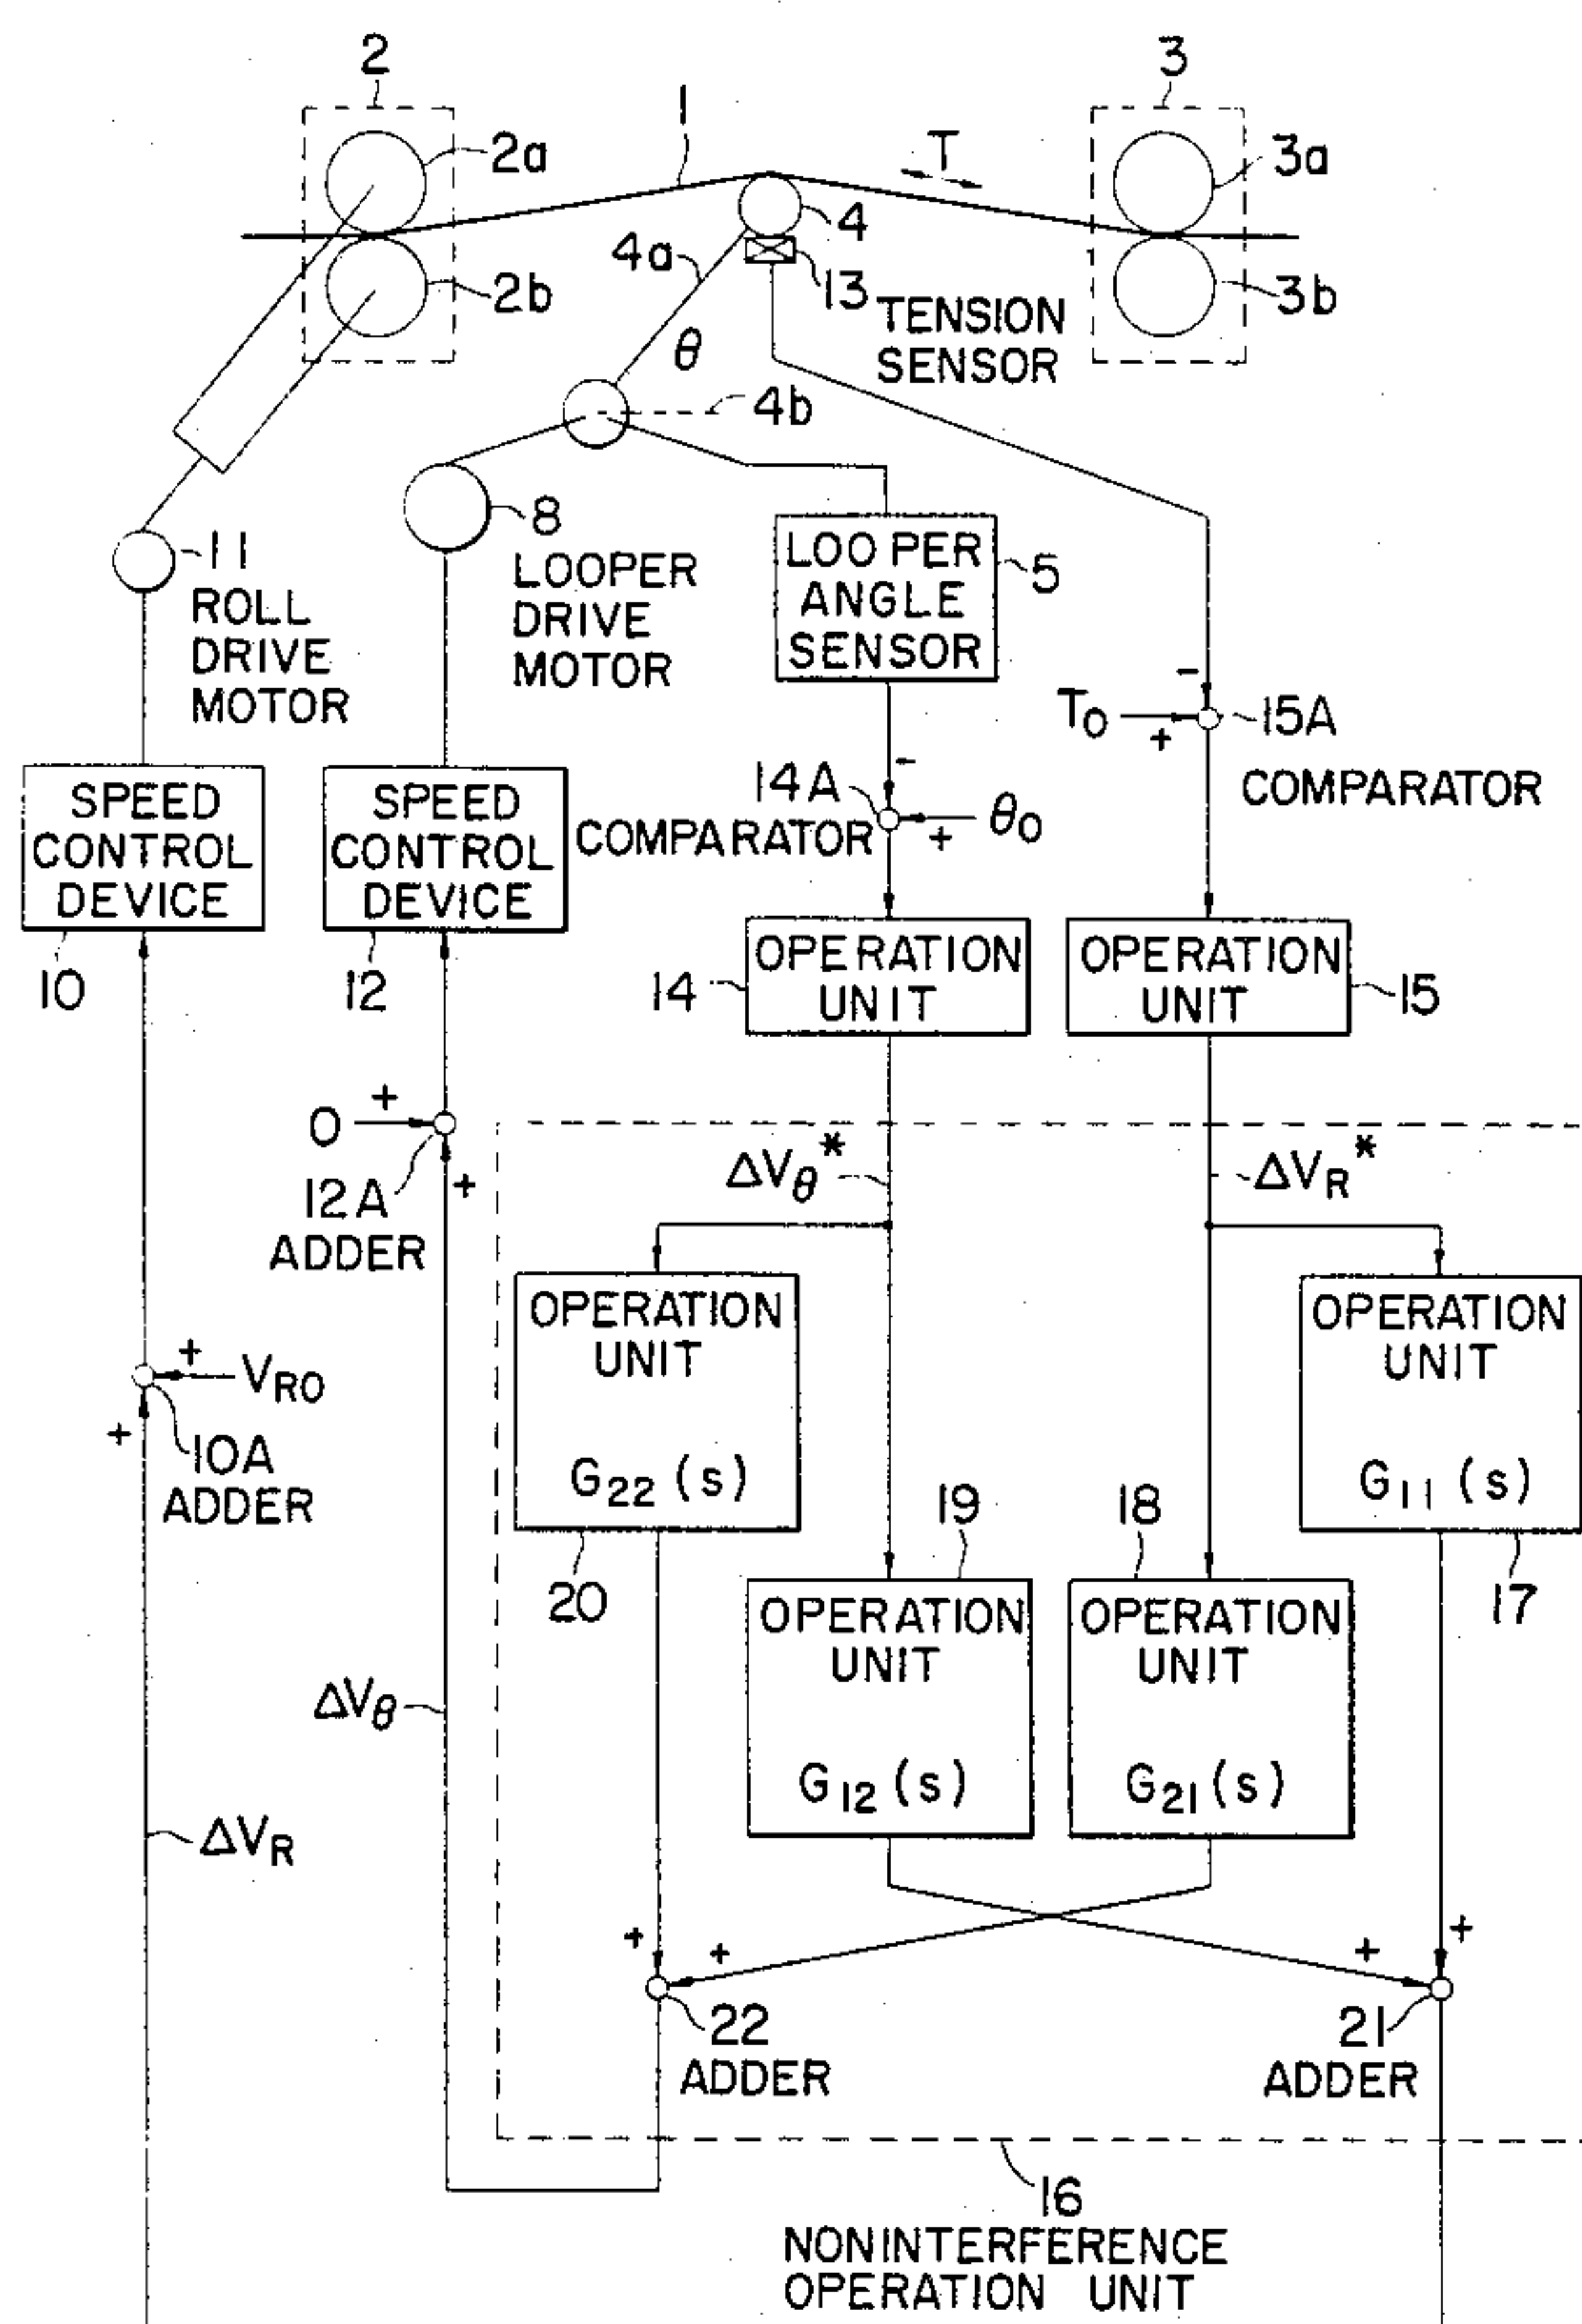 2
3
1
T
2a
3a
4
4a
2b
13
3b
TENSION
SENSOR
θ
4b
8
11
LOOPER
DRIVE
MOTOR
LOOPER
ANGLE
SENSOR
5
ROLL
DRIVE
MOTOR
-
T0
+
15A
COMPARATOR
SPEED
CONTROL
DEVICE
SPEED
CONTROL
DEVICE
14A
COMPARATOR
-
+
θ0
10
12
14
OPERATION
UNIT
OPERATION
UNIT
15
0
+
12A
ADDER
+
ΔVθ*
ΔVR*
OPERATION
UNIT
G22(s)
OPERATION
UNIT
G11(s)
+
VR0
+
10A
ADDER
20
19
18
17
OPERATION
UNIT
G12(s)
OPERATION
UNIT
G21(s)
ΔVθ
ΔVR
+
+
+
+
22
ADDER
21
ADDER
16
NONINTERFERENCE
OPERATION UNIT